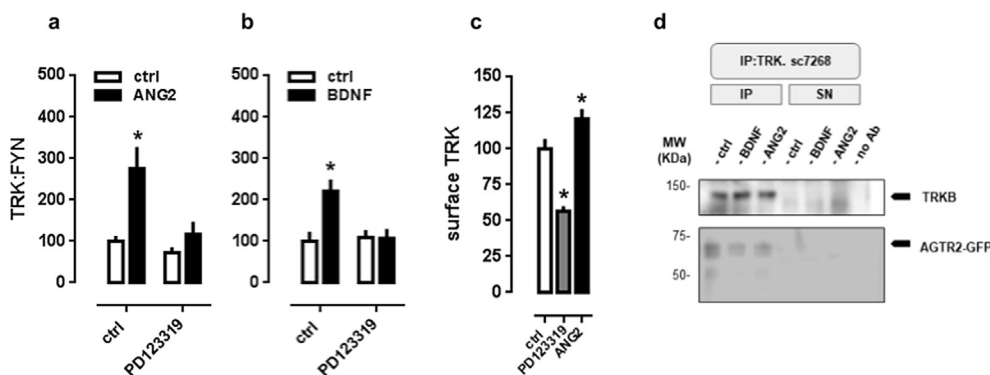 a
TRK:FYN
500
400
300
200
100
0
ctrl
ANG2
*
ctrl
PD123319
b
500
400
300
200
100
0
ctrl
BDNF
*
ctrl
PD123319
c
surface TRK
150
125
100
75
50
25
0
*
*
ctrl
PD123319
ANG2
d
IP:TRK. sc7268
IP SN
MW
(KDa)
- ctrl
- BDNF
- ANG2
- ctrl
- BDNF
- ANG2
- no Ab
150-
TRKB
75-
AGTR2-GFP
50-